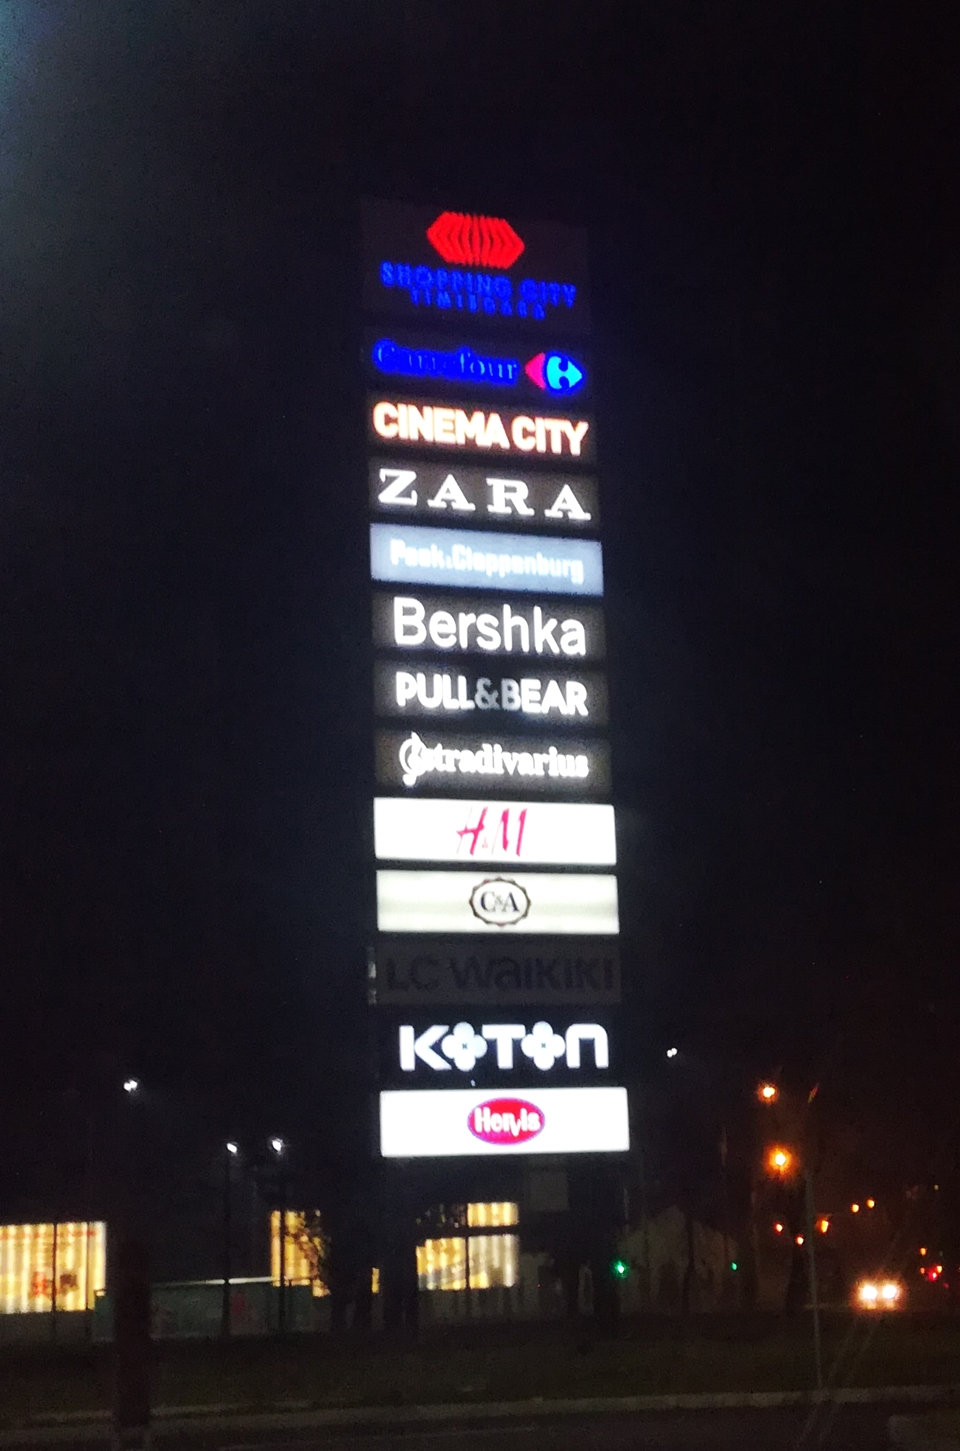 SHOPPING CITY
TIMISOARA
Carrefour
CINEMA CITY
ZARA
Peek&Cloppenburg
Bershka
PULL&BEAR
stradivarius
H&M
C&A
LC WAIKIKI
KOTON
Hervis